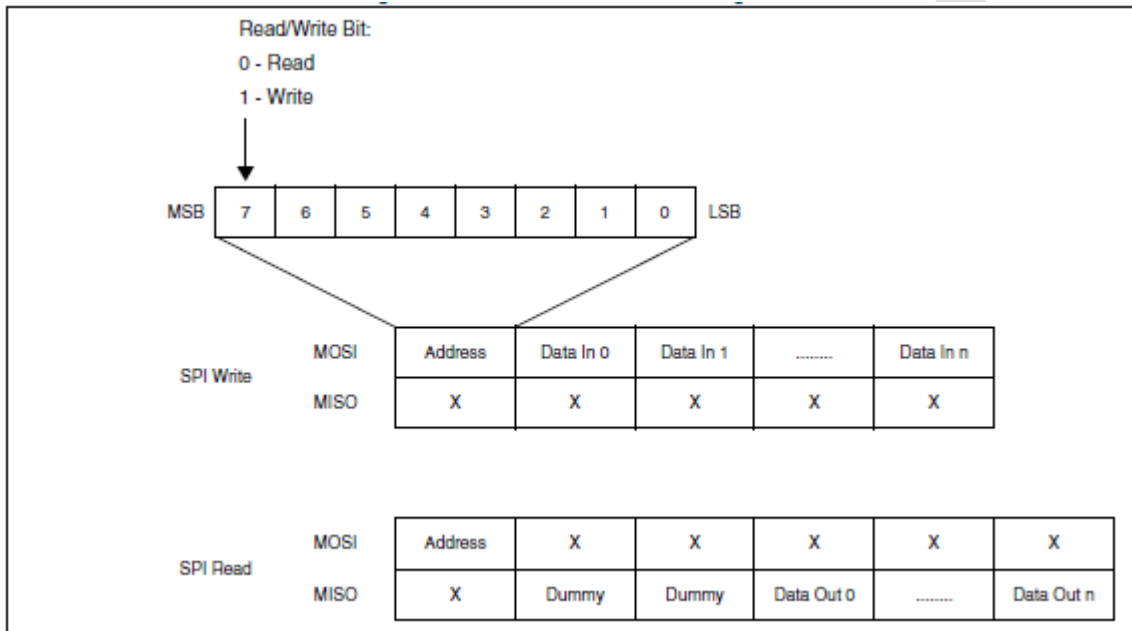 Read/Write Bit:
0 - Read
1 - Write
MSB 7 6 5 4 3 2 1 0 LSB
MOSI Address Data In 0 Data In 1 ......... Data In n
SPI Write
MISO X X X X X
MOSI Address X X X X X
SPI Read
MISO X Dummy Dummy Data Out 0 ......... Data Out n